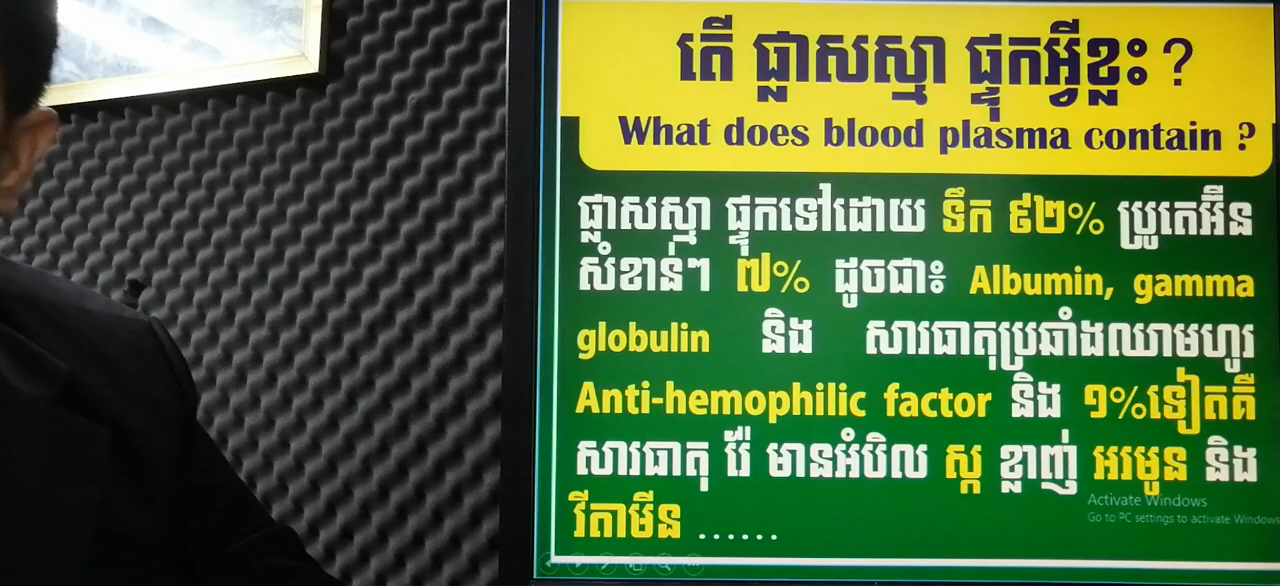 តើ ផ្លាសស្មា ផ្ទុកអ្វីខ្លះ ?
What does blood plasma contain ?
ផ្លាសស្មា ផ្ទុកទៅដោយ ទឹក ៩២% ប្រូតេអ៊ីន
សំខាន់ៗ ៧% ដូចជា៖ Albumin, gamma
globulin និង សារធាតុប្រឆាំងឈាមហូរ
Anti-hemophilic factor និង ១%ទៀតគឺ
សារធាតុ រ៉ែ មានអំបិល ស្ក ខ្លាញ់ អរមូន និង
វីតាមីន ......
Activate Windows
Go to PC settings to activate Windows